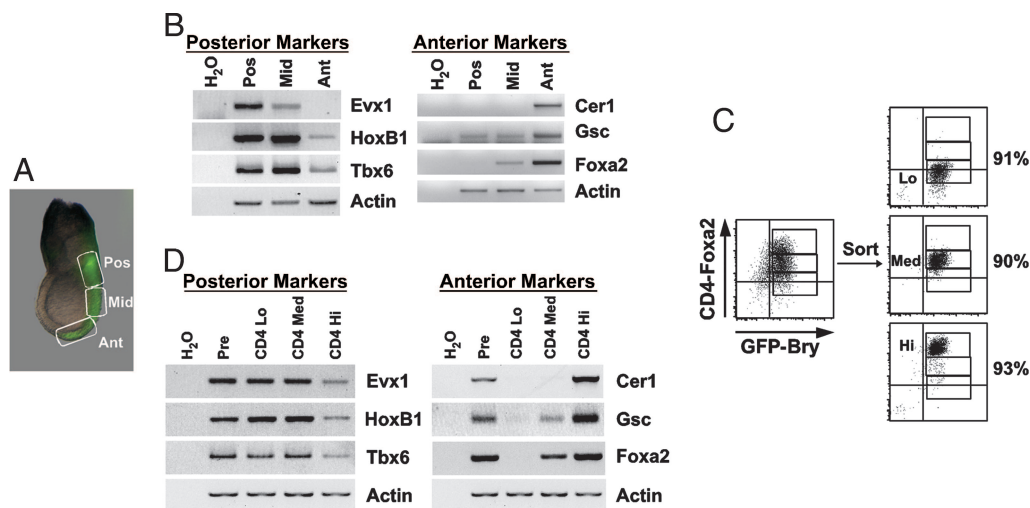 A
Pos
Mid
Ant
B
Posterior Markers
H2O
Pos
Mid
Ant
Evx1
HoxB1
Tbx6
Actin
Anterior Markers
H2O
Pos
Mid
Ant
Cer1
Gsc
Foxa2
Actin
C
CD4-Foxa2
GFP-Bry
Sort
Lo
91%
Med
90%
Hi
93%
D
Posterior Markers
H2O
Pre
CD4 Lo
CD4 Med
CD4 Hi
Evx1
HoxB1
Tbx6
Actin
Anterior Markers
H2O
Pre
CD4 Lo
CD4 Med
CD4 Hi
Cer1
Gsc
Foxa2
Actin